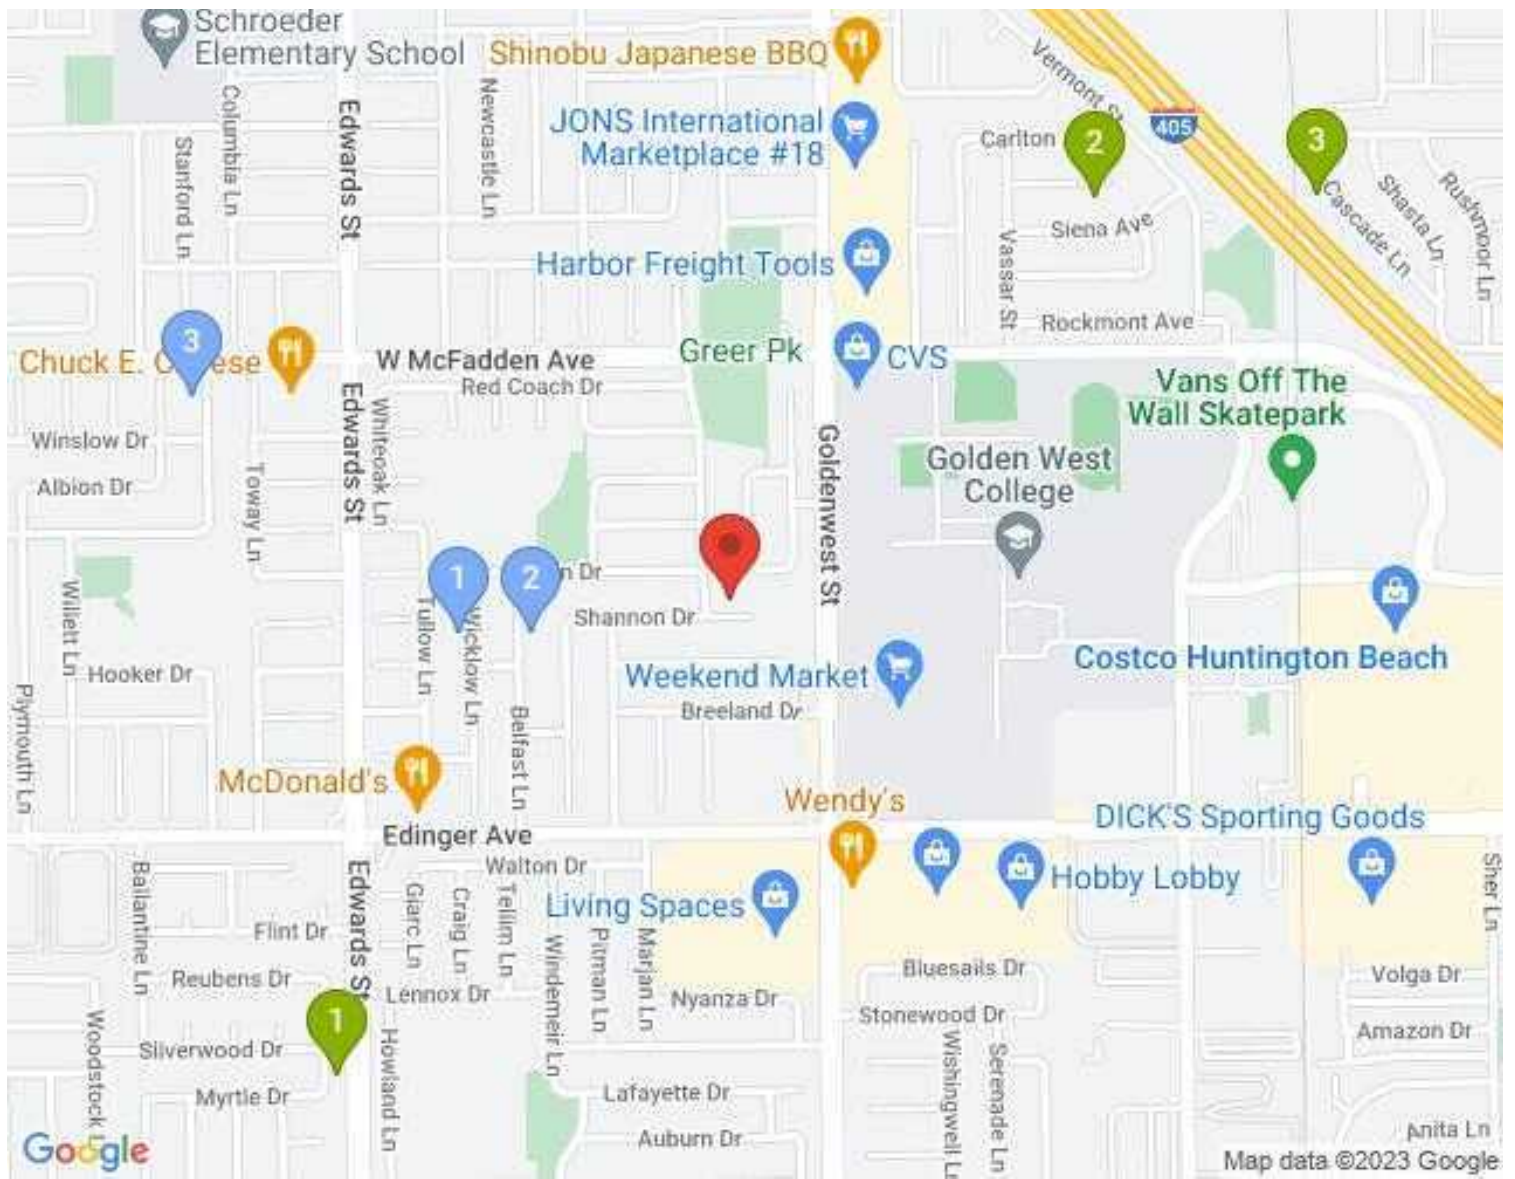 Schroeder
Elementary School
Shinobu Japanese BBQ
Vermont St
405
JONS International
Marketplace #18
Carlton
2
3
Columbia Ln
Edwards St
Newcastle Ln
Stanford Ln
Cascade Ln
Shasta Ln
Rushmoor Ln
Siena Ave
Vassar St
Harbor Freight Tools
Rockmont Ave
3
Chuck E.
W McFadden Ave
Greer Pk
CVS
Red Coach Dr
Vans Off The
Wall Skatepark
Edwards St
Whiteoak Ln
Winslow Dr
Goldenwest St
Golden West
College
Albion Dr
Toway Ln
1
2
n Dr
Willett Ln
Tullow Ln
Wicklow Ln
Shannon Dr
Costco Huntington Beach
Hooker Dr
Weekend Market
Plymouth Ln
Belfast Ln
Breeland Dr
McDonald's
Wendy's
DICK'S Sporting Goods
Edinger Ave
Walton Dr
Hobby Lobby
Sher Ln
Ballantine Ln
Edwards St
Giarc Ln
Craig Ln
Tellim Ln
Living Spaces
Flint Dr
Windemeir Ln
Pitman Ln
Marjan Ln
Reubens Dr
Lennox Dr
Nyanza Dr
Bluesails Dr
Volga Dr
1
Stonewood Dr
Woodstock L
Silverwood Dr
Howland Ln
Wishingwell L
Serenade Ln
Amazon Dr
Myrtle Dr
Lafayette Dr
Auburn Dr
Anita Ln
Google
Map data ©2023 Google